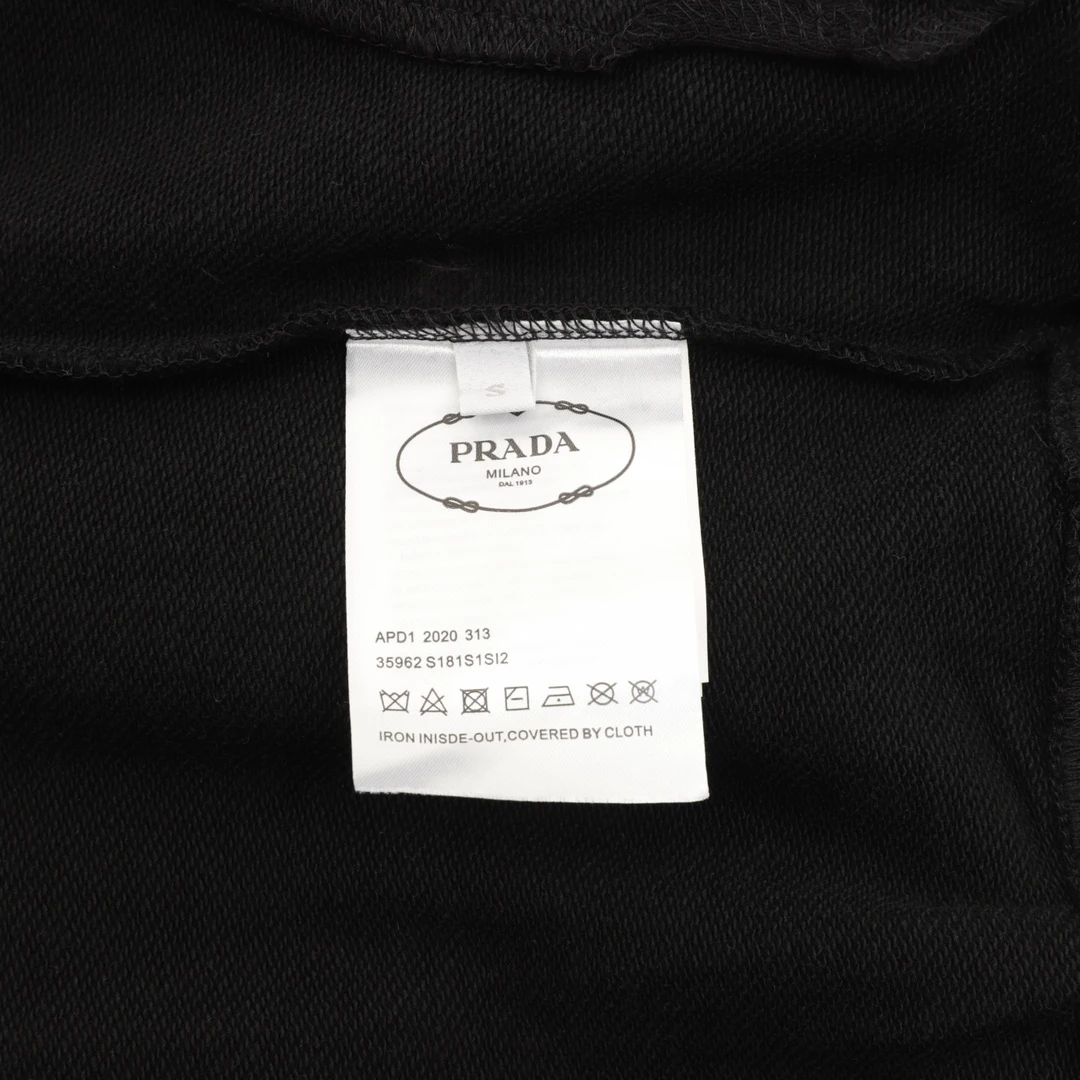 S
PRADA
MILANO
DAL 1913
APD1 2020 313
35962 S181S1SI2
IRON INISDE-OUT,COVERED BY CLOTH